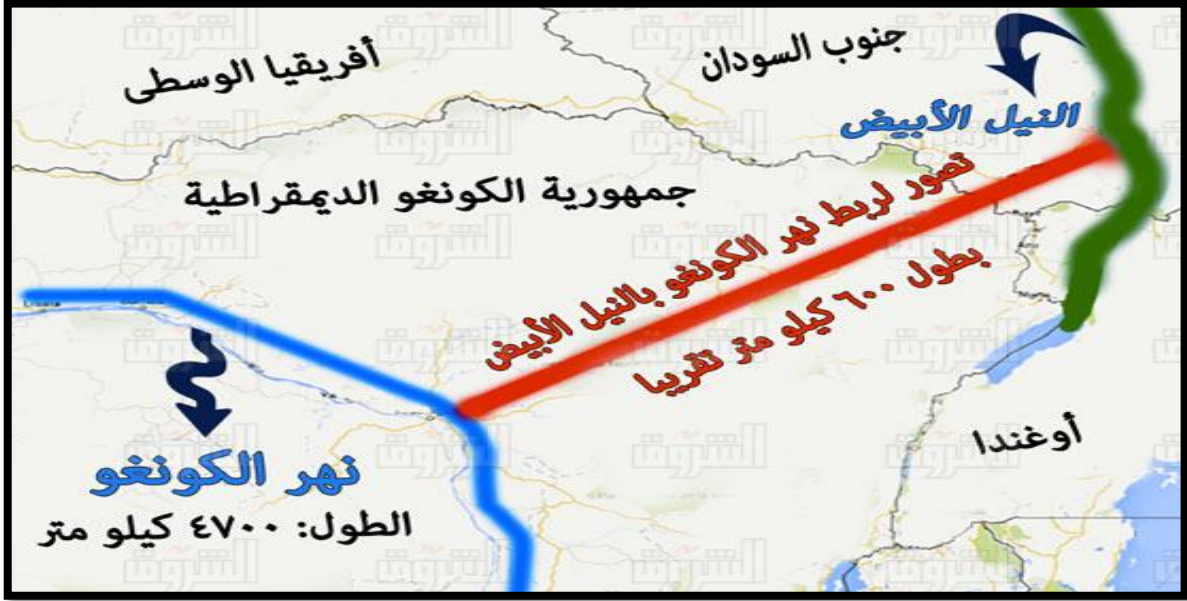 أفريقيا الوسطى
جنوب السودان
النيل الأبيض
جمهورية الكونغو الديمقراطية
تصور لربط نهر الكونغو بالنيل الأبيض
بطول ٦٠٠ كيلو متر تقريبا
أوغندا
نهر الكونغو
الطول: ٤٧٠٠ كيلو متر
الشروق